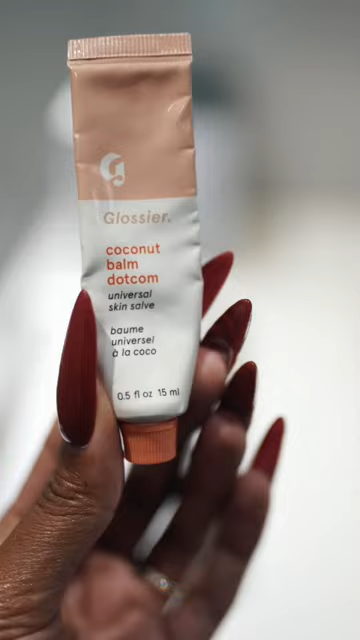 G
Glossier.
coconut
balm
dotcom
universal
skin salve
baume
universel
à la coco
0.5 fl oz 15 ml